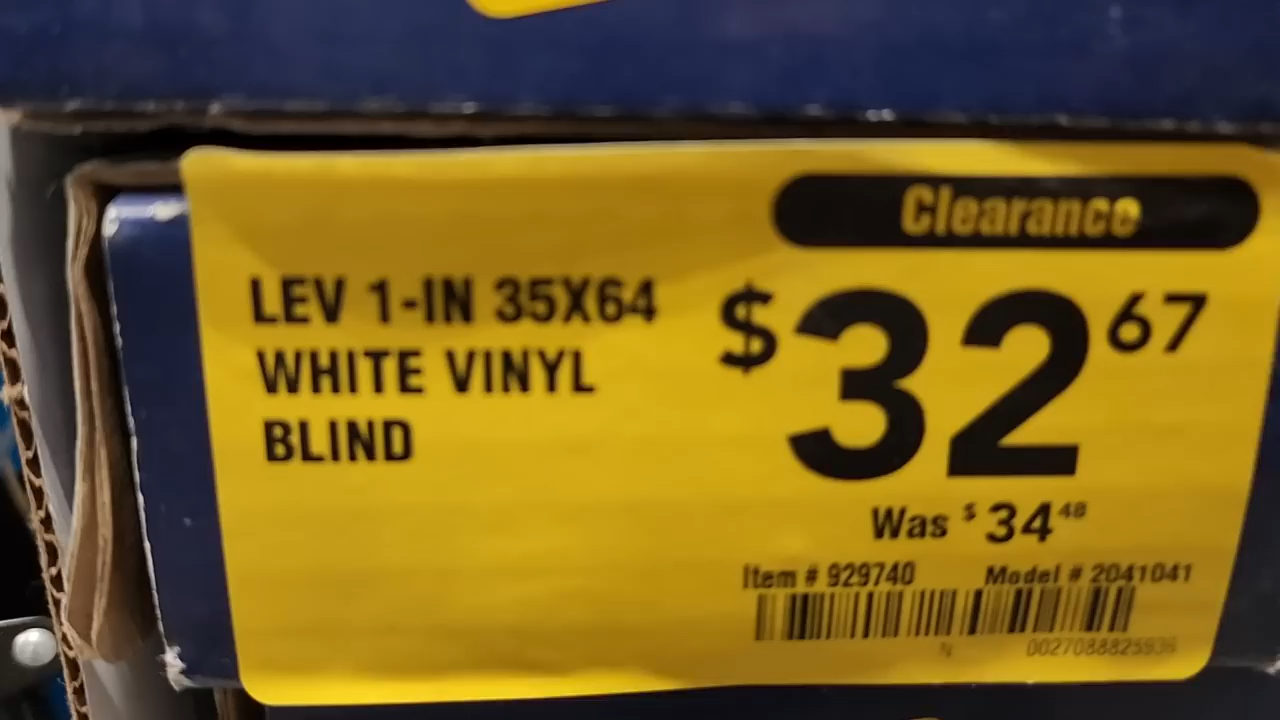 Clearance
LEV 1-IN 35X64
WHITE VINYL
BLIND
$32 67
Was $34 48
Item # 929740 Model # 2041041
N